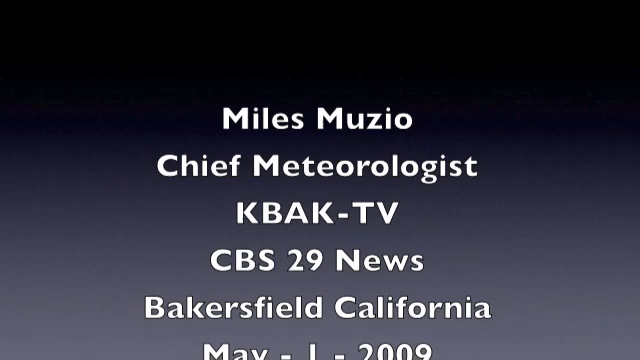 Miles Muzio
Chief Meteorologist
KBAK-TV
CBS 29 News
Bakersfield California
May - 1 - 2009